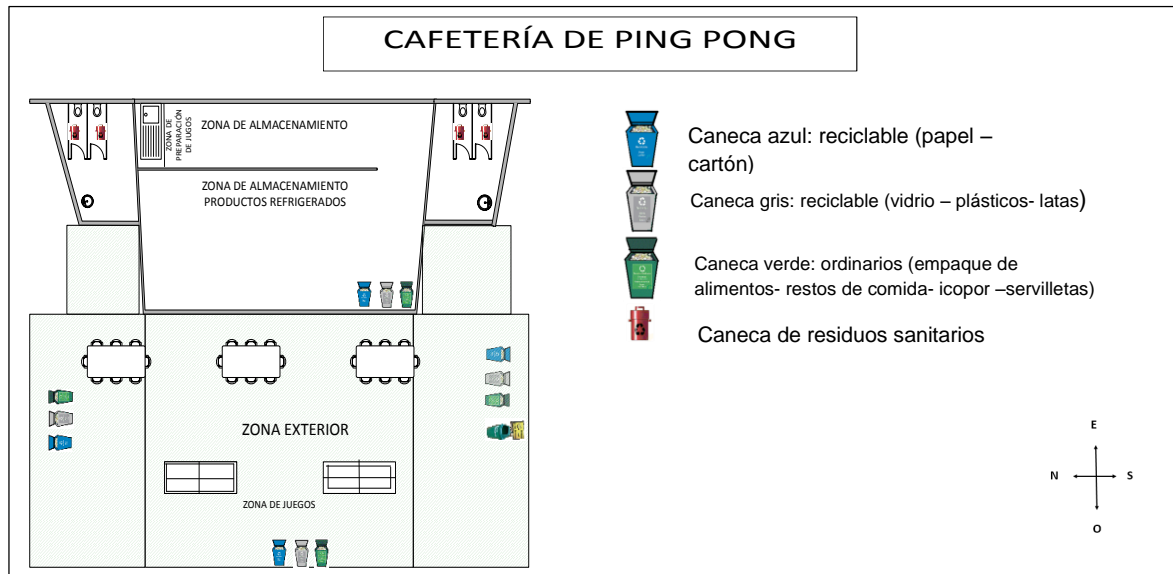 CAFETERÍA DE PING PONG
ZONA DE
PREPARACIÓN
DE JUGOS
ZONA DE ALMACENAMIENTO
ZONA DE ALMACENAMIENTO
PRODUCTOS REFRIGERADOS
ZONA EXTERIOR
ZONA DE JUEGOS
Caneca azul: reciclable (papel –
cartón)
Caneca gris: reciclable (vidrio – plásticos- latas)
Caneca verde: ordinarios (empaque de
alimentos- restos de comida- icopor –servilletas)
Caneca de residuos sanitarios
E
N S
O